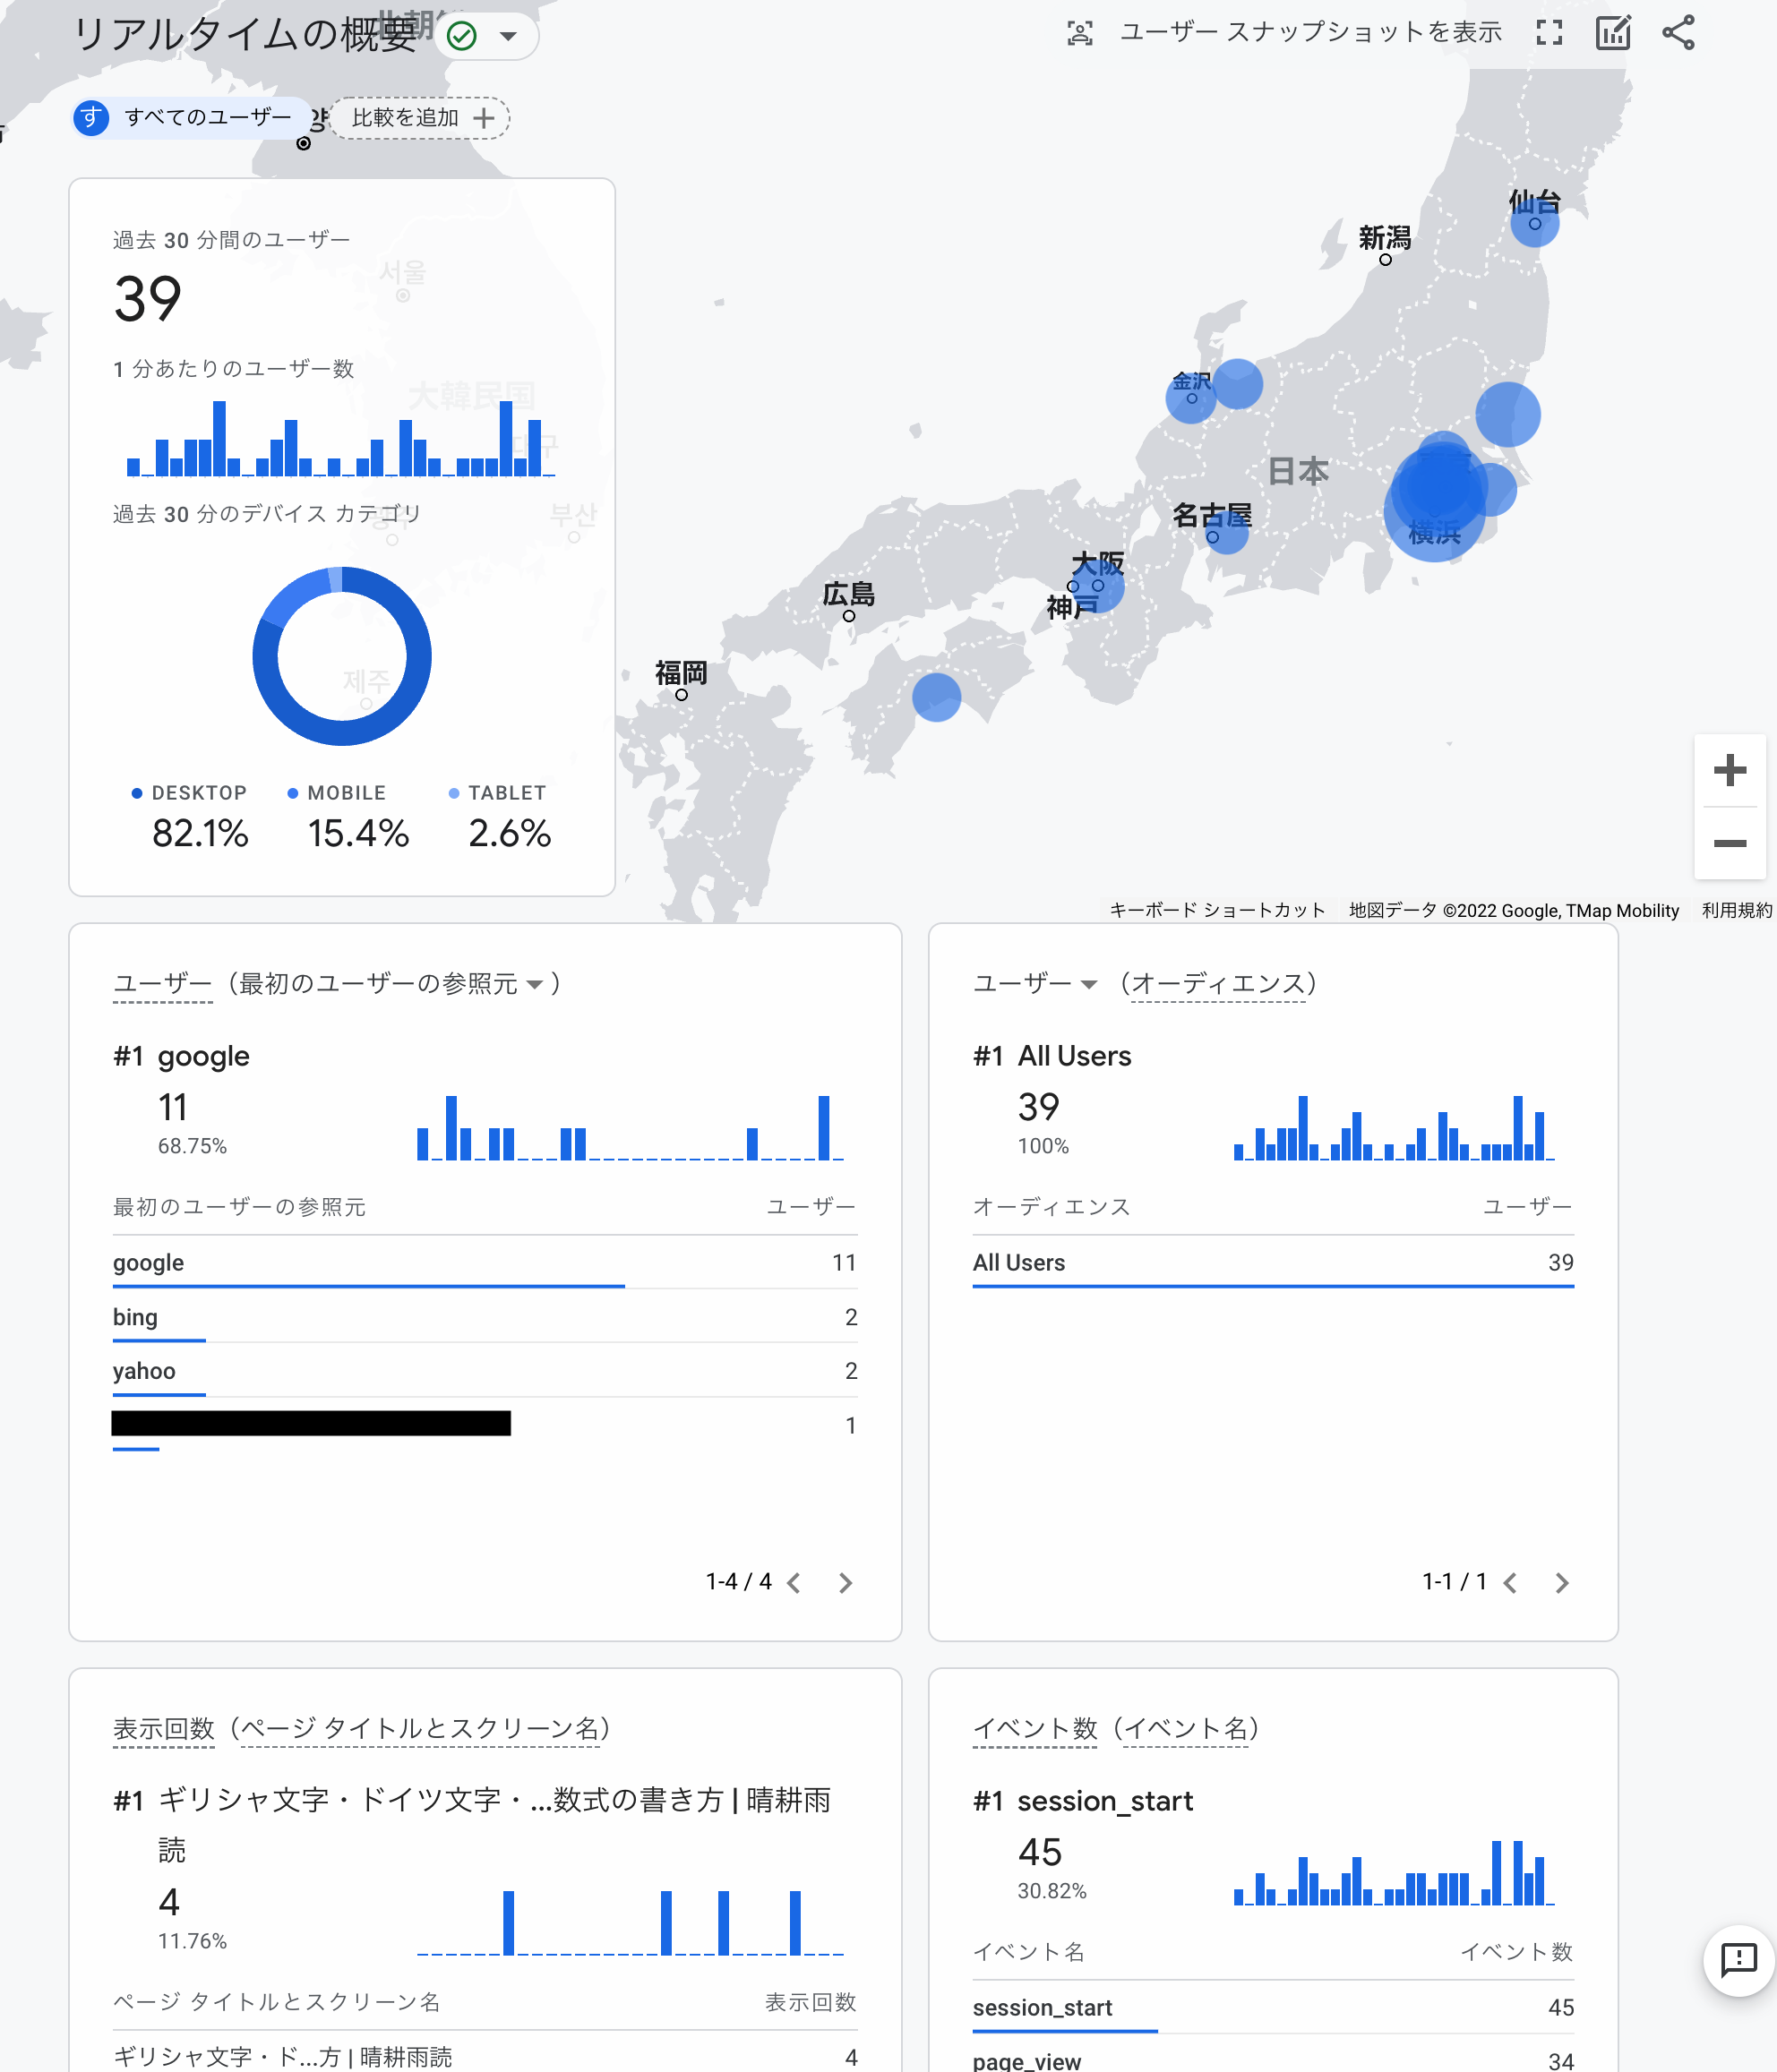 リアルタイムの概要
ユーザー スナップショットを表示
す すべてのユーザー
比較を追加
過去 30 分間のユーザー
39
1 分あたりのユーザー数
過去 30 分のデバイス カテゴリ
DESKTOP
82.1%
MOBILE
15.4%
TABLET
2.6%
서울
大韓民国
대구
부산
제주
仙台
新潟
金沢
日本
横浜
名古屋
大阪
神戸
広島
福岡
キーボード ショートカット
地図データ ©2022 Google, TMap Mobility
利用規約
ユーザー（最初のユーザーの参照元）
#1 google
11
68.75%
最初のユーザーの参照元 ユーザー
google 11
bing 2
yahoo 2
1
1-4 / 4
ユーザー（オーディエンス）
#1 All Users
39
100%
オーディエンス ユーザー
All Users 39
1-1 / 1
表示回数（ページ タイトルとスクリーン名）
#1 ギリシャ文字・ドイツ文字・...数式の書き方 | 晴耕雨
読
4
11.76%
ページ タイトルとスクリーン名 表示回数
ギリシャ文字・ド...方 | 晴耕雨読 4
イベント数（イベント名）
#1 session_start
45
30.82%
イベント名 イベント数
session_start 45
page_view 34